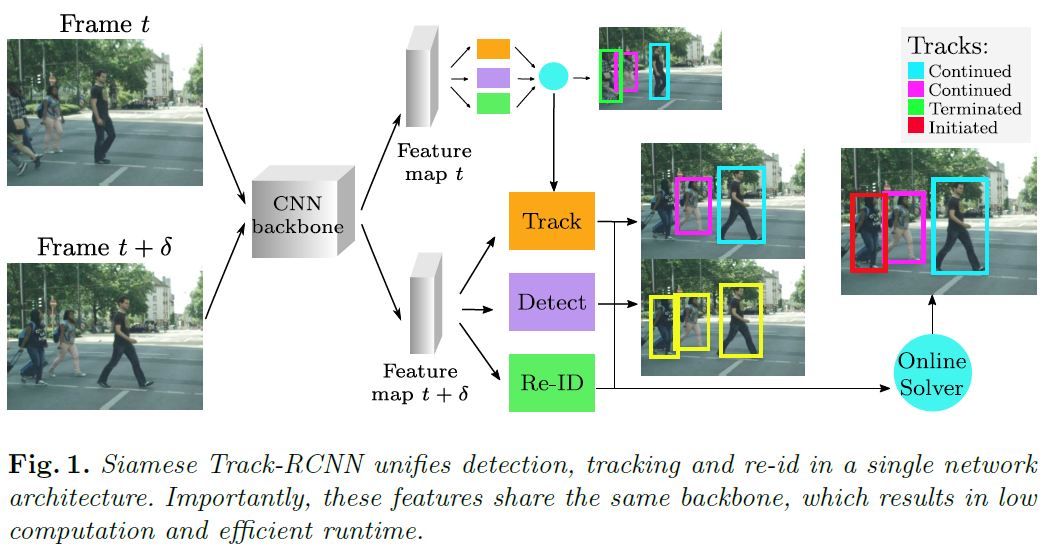 Frame t
Tracks:
Continued
Continued
Terminated
Initiated
Feature
map t
CNN
backbone
Frame t + δ
Track
Detect
Re-ID
Feature
map t + δ
Online
Solver
Fig. 1. Siamese Track-RCNN unifies detection, tracking and re-id in a single network
architecture. Importantly, these features share the same backbone, which results in low
computation and efficient runtime.